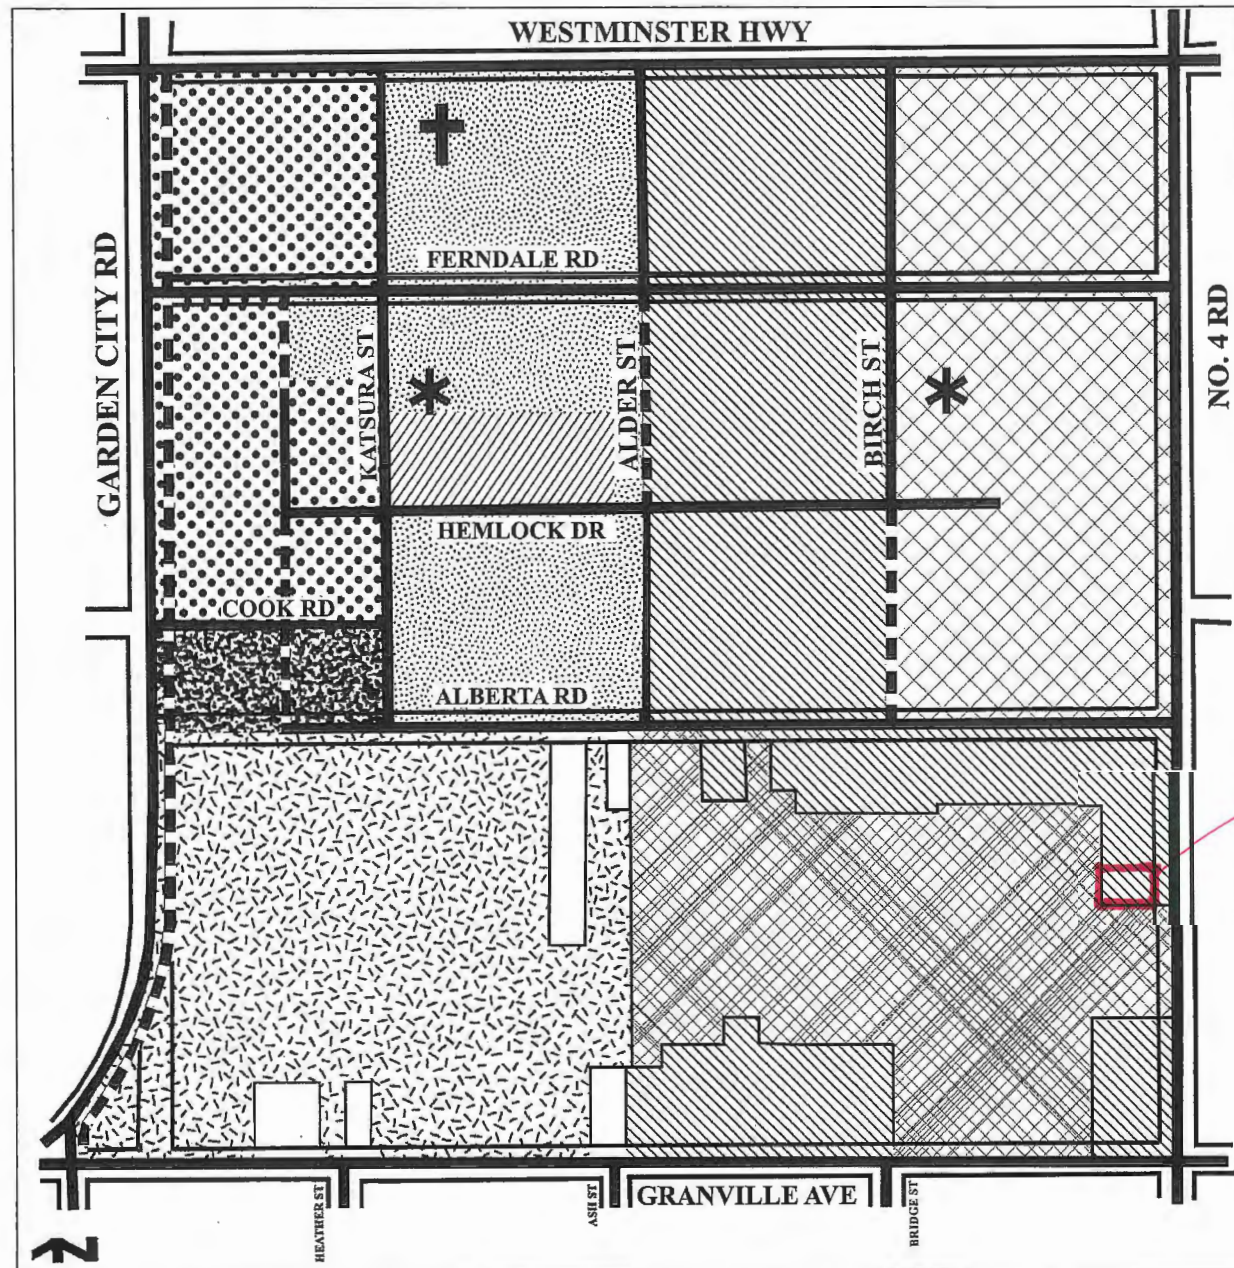 WESTMINSTER HWY
GARDEN CITY RD
FERNDALE RD
KATSURA ST
ALDER ST
BIRCH ST
NO. 4 RD
HEMLOCK DR
COOK RD
ALBERTA RD
GRANVILLE AVE
HEATHER ST
ASH ST
BRIDGE ST